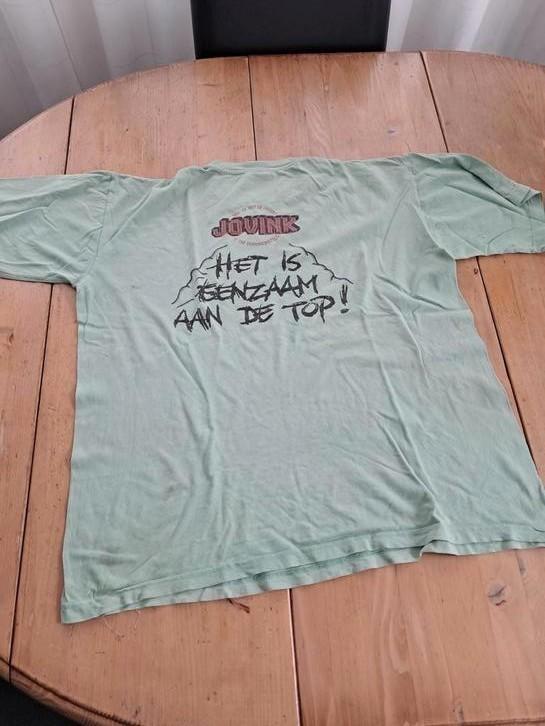 JOVINK
HET IS
EENZAAM
AAN DE TOP!